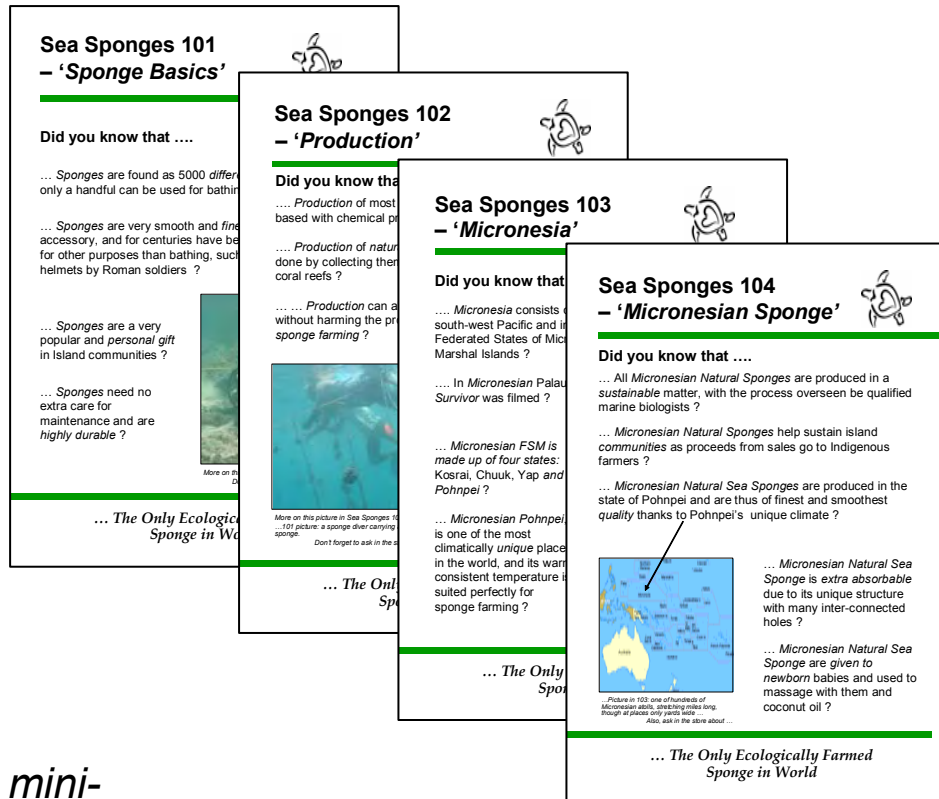 Sea Sponges 101
– 'Sponge Basics'
Did you know that ….
… Sponges are found as 5000
only a handful can be used for
… Sponges are very smooth and
accessory, and for centuries have
for other purposes than bathing, such
helmets by Roman soldiers ?
… Sponges are a very
popular and personal gift
in Island communities ?
… Sponges need no
extra care for
maintenance and are
highly durable ?
More on
… The Only
Sponge in
Sea Sponges 102
– 'Production'
Did you know
…. Production of most
based with chemical
…. Production of
done by collecting
coral reefs ?
… … Production can
without harming the
sponge farming ?
More on this picture in Sea Sponges
…101 picture: a sponge diver carrying
sponge.
Don't forget to ask in the
… The
Sea Sponges 103
– 'Micronesia'
Did you know that
…. Micronesia consists
south-west Pacific and
Federated States of
Marshal Islands ?
…. In Micronesian Palau
Survivor was filmed ?
… Micronesian FSM is
made up of four states:
Kosrai, Chuuk, Yap and
Pohnpei ?
… Micronesian Pohnpei,
is one of the most
climatically unique place
in the world, and its warm
consistent temperature
suited perfectly for
sponge farming ?
… The Only
Sea Sponges 104
– 'Micronesian Sponge'
Did you know that ….
… All Micronesian Natural Sponges are produced in a
sustainable matter, with the process overseen be qualified
marine biologists ?
… Micronesian Natural Sponges help sustain island
communities as proceeds from sales go to Indigenous
farmers ?
… Micronesian Natural Sea Sponges are produced in the
state of Pohnpei and are thus of finest and smoothest
quality thanks to Pohnpei's unique climate ?
… Micronesian Natural Sea
Sponge is extra absorbable
due to its unique structure
with many inter-connected
holes ?
… Micronesian Natural Sea
Sponge are given to
newborn babies and used to
massage with them and
coconut oil ?
…Picture in 103: one of hundreds of
Micronesian atolls, stretching miles long,
though at places only yards wide …
Also, ask in the store about …
… The Only Ecologically Farmed
Sponge in World
mini-